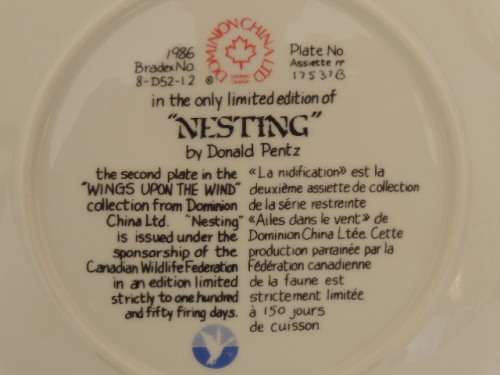 1986
Bradex No.
8-D52-1.2
DOMINION CHINA LTD
Plate No.
Assiette nº
17537B
in the only limited edition of
"NESTING"
by Donald Pentz
the second plate in the
"WINGS UPON THE WIND"
collection from Dominion
China Ltd. "Nesting"
is issued under the
sponsorship of the
Canadian Wildlife Federation
in an edition limited
strictly to one hundred
and fifty firing days.
«La nidification» est la
deuxième assiette de collection
de la série restreinte
«Ailes dans le vent» de
Dominion China Ltée. Cette
production parrainée par la
Fédération canadienne
de la faune est
strictement limitée
à 150 jours
de cuisson